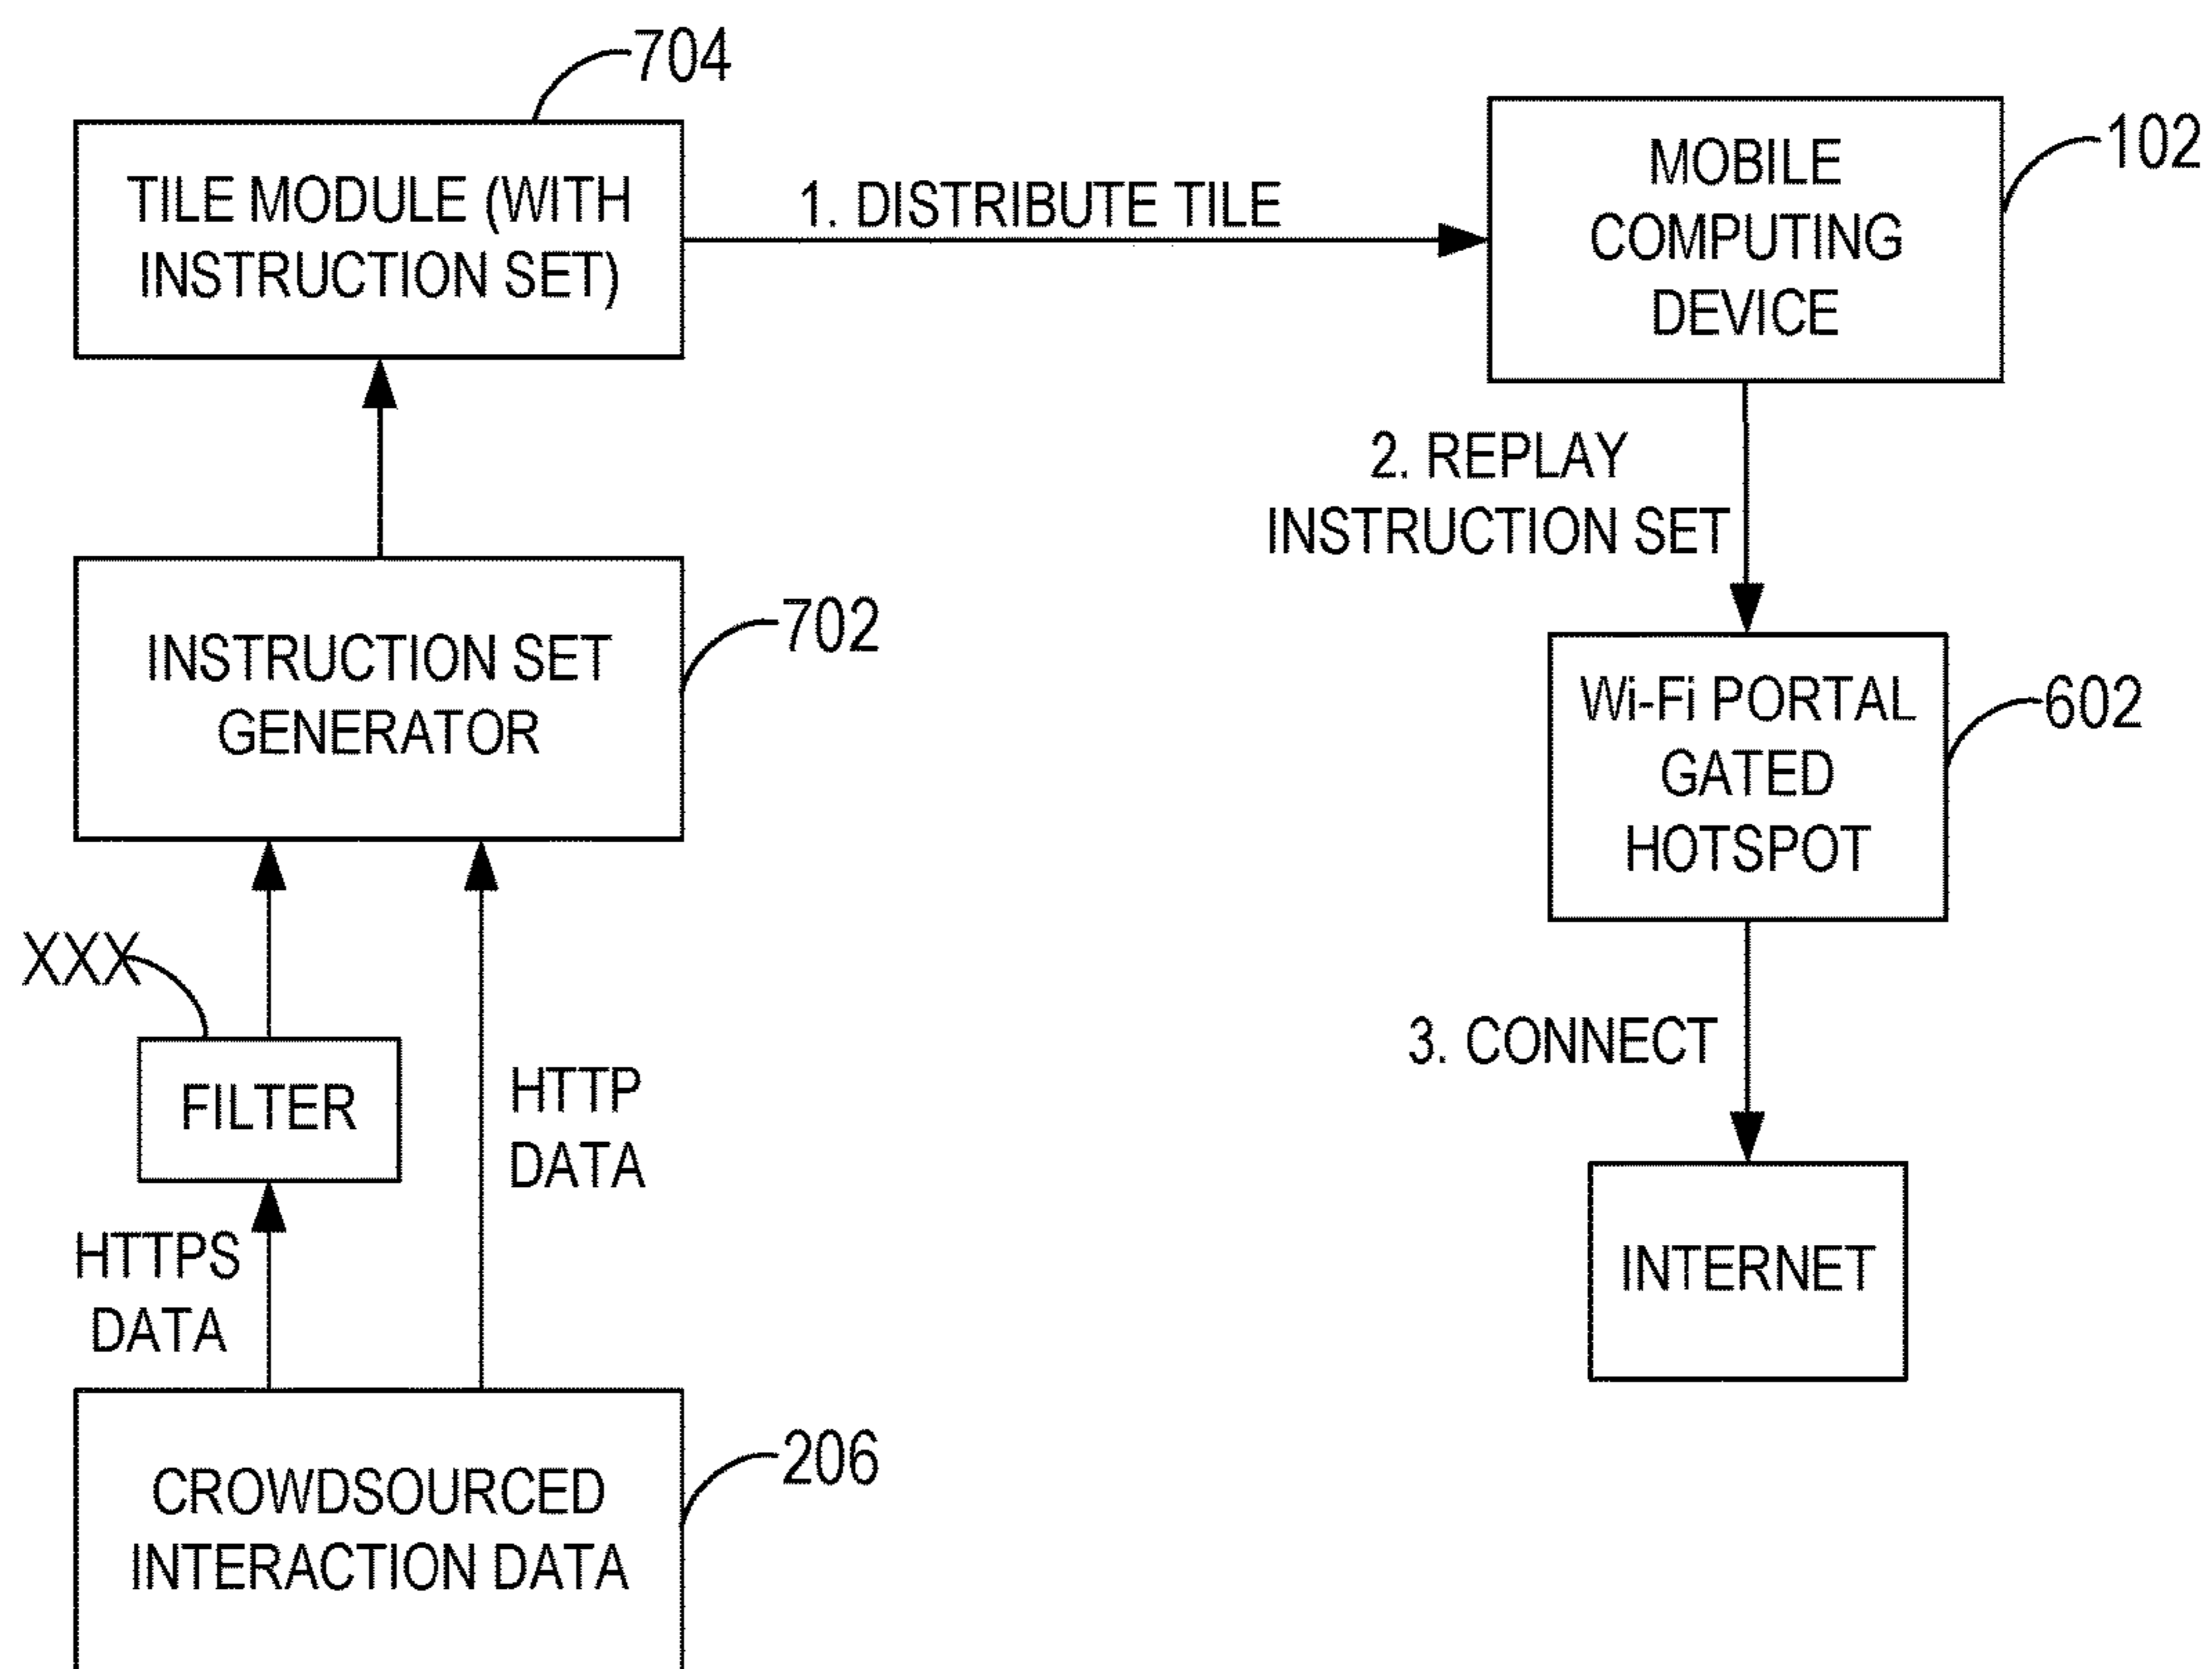 704
TILE MODULE (WITH
INSTRUCTION SET)
1. DISTRIBUTE TILE
MOBILE
COMPUTING
DEVICE
102
2. REPLAY
INSTRUCTION SET
INSTRUCTION SET
GENERATOR
702
Wi-Fi PORTAL
GATED
HOTSPOT
602
XXX
FILTER
HTTP
DATA
3. CONNECT
HTTPS
DATA
INTERNET
CROWDSOURCED
INTERACTION DATA
206